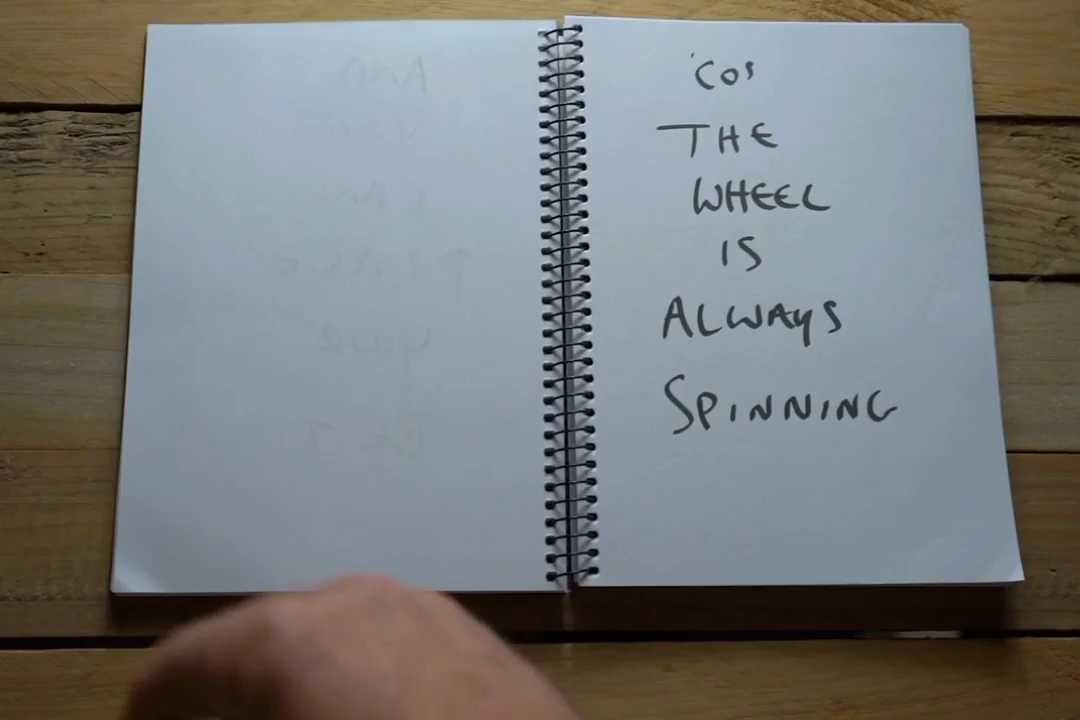 'COS
THE
WHEEL
IS
ALWAYS
SPINNING